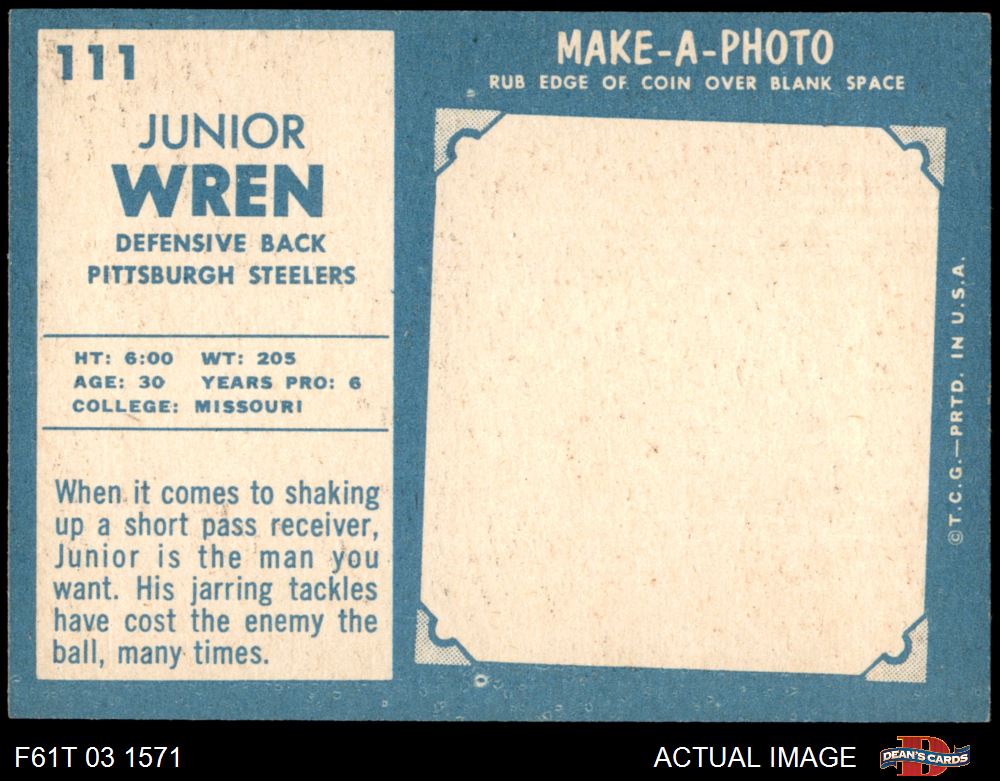 111
JUNIOR
WREN
DEFENSIVE BACK
PITTSBURGH STEELERS
HT: 6:00 WT: 205
AGE: 30 YEARS PRO: 6
COLLEGE: MISSOURI
When it comes to shaking
up a short pass receiver,
Junior is the man you
want. His jarring tackles
have cost the enemy the
ball, many times.
MAKE-A-PHOTO
RUB EDGE OF COIN OVER BLANK SPACE
©T.C.G.—PRTD. IN U.S.A.
F61T 03 1571
ACTUAL IMAGE
DEAN'S CARDS